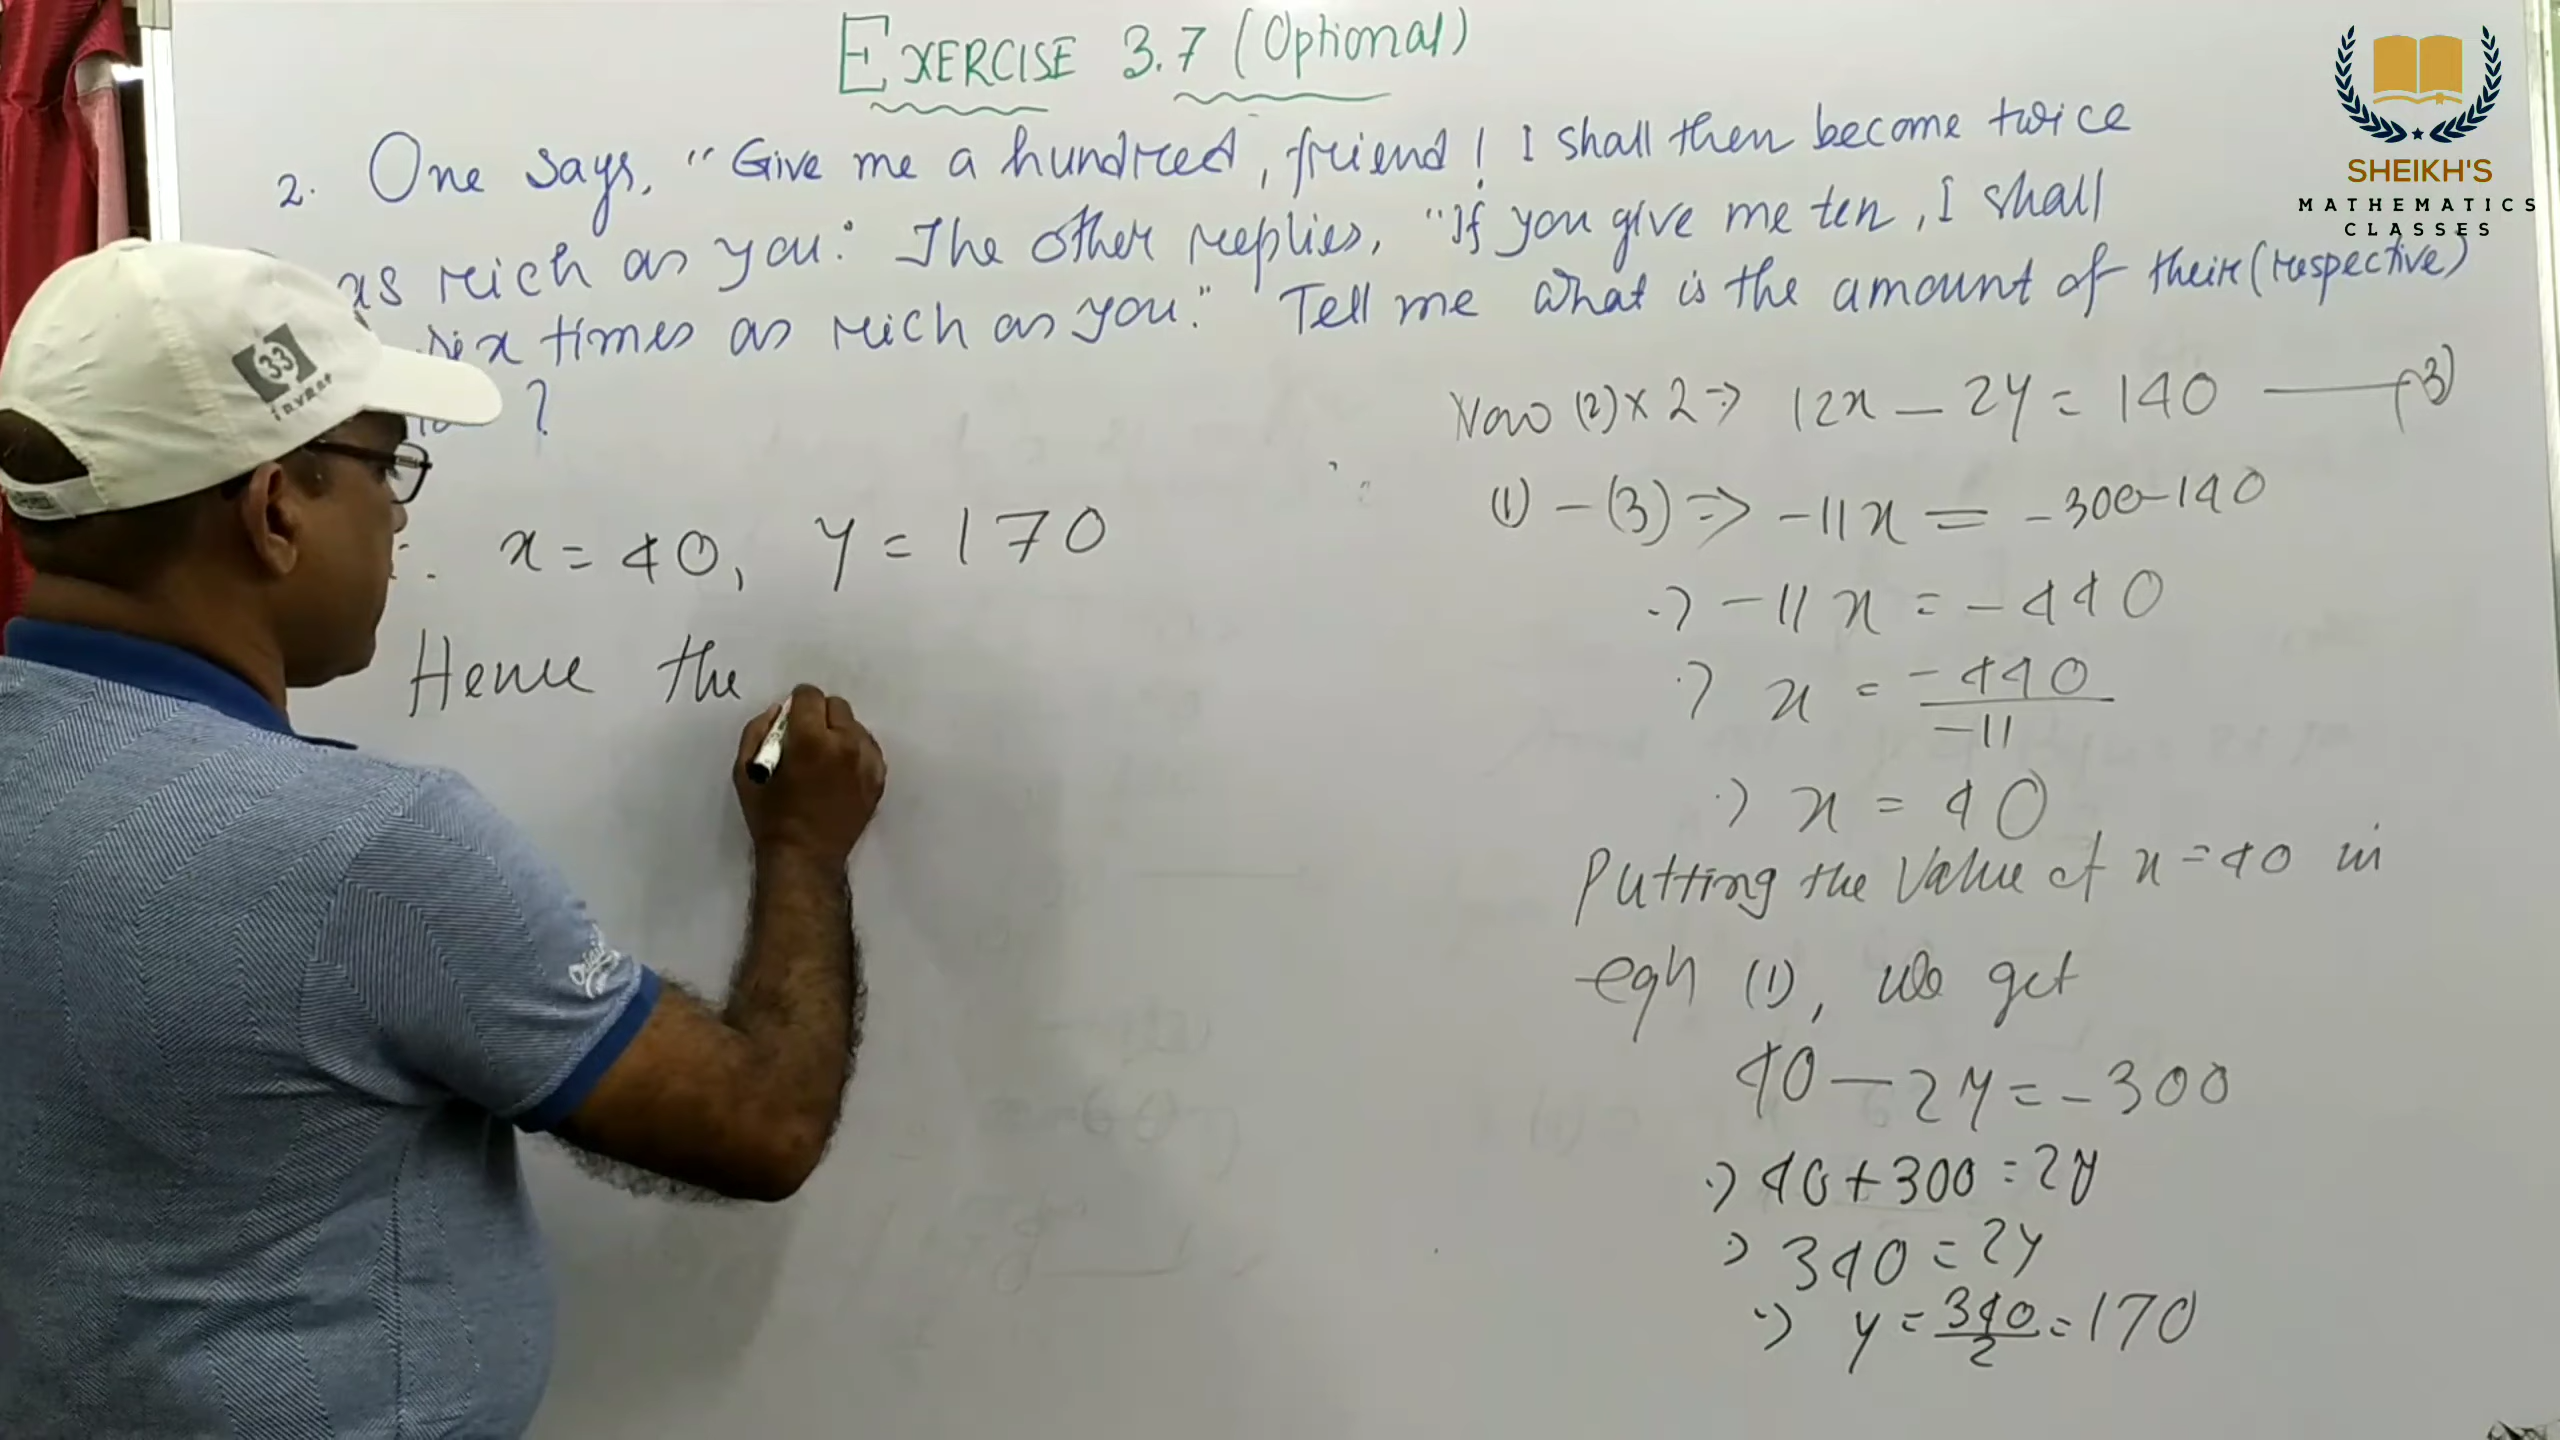 EXERCISE 3.7 (Optional)
2. One says, "Give me a hundred, friend! I shall then become twice
as rich as you." The other replies, "If you give me ten, I shall
six times as rich as you." Tell me what is the amount of their (respective)
?
∴ x = 40, y = 170
Hence the
Now (2) × 2 ⇒ 12x - 2y = 140 —— (3)
(1) - (3) ⇒ -11x = -300-140
⇒ -11x = -440
⇒ x = -440/-11
⇒ x = 40
Putting the value of x = 40 in
eqn (1), we get
40 - 2y = -300
⇒ 40 + 300 = 2y
⇒ 340 = 2y
⇒ y = 340/2 = 170
SHEIKH'S
MATHEMATICS
CLASSES
33
invmet